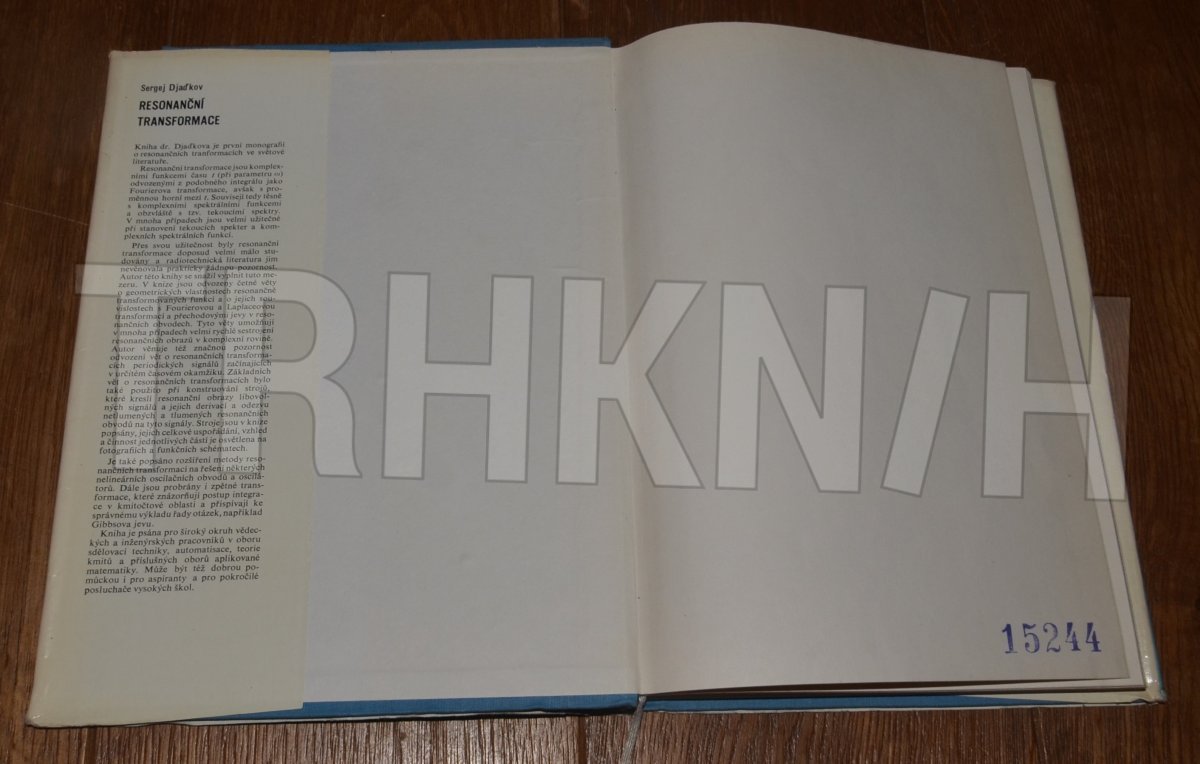 Sergej Djaďkov
RESONANČNÍ
TRANSFORMACE
Kniha dr. Djaďkova je první monografií
o resonančních tranformacích ve světové
literatuře.
Resonanční transformace jsou komplex-
ními funkcemi času t (při parametru ω)
odvozenými z podobného integrálu jako
Fourierova transformace, avšak s pro-
měnnou horní mezí t. Souvisejí tedy těsně
s komplexními spektrálními funkcemi
a obzvláště s tzv. tekoucími spektry.
V mnoha případech jsou velmi užitečné
při stanovení tekoucích spekter a kom-
plexních spektrálních funkcí.
Přes svou užitečnost byly resonanční
transformace doposud velmi málo stu-
dovány a radiotechnická literatura jim
nevěnovala prakticky žádnou pozornost.
Autor této knihy se snažil vyplnit tuto me-
zeru. V knize jsou odvozeny četné věty
o geometrických vlastnostech resonančně
transformovaných funkcí a o jejich sou-
vislostech s Fourierovou a Laplaceovou
transformací a přechodovými jevy v reso-
nančních obvodech. Tyto věty umožňují
v mnoha případech velmi rychlé sestrojení
resonančních obrazů v komplexní rovině.
Autor věnuje též značnou pozornost
odvození vět o resonančních transforma-
cích periodických signálů začínajících
v určitém časovém okamžiku. Základních
vět o resonančních transformacích bylo
také použito při konstruování strojů,
které kreslí resonanční obrazy libovol-
ných signálů a jejich derivací a odezvu
netlumených a tlumených resonančních
obvodů na tyto signály. Stroje jsou v knize
popsány, jejich celkové uspořádání, vzhled
a činnost jednotlivých částí je osvětlena na
fotografiích a funkčních schématech.
Je také popsáno rozšíření metody reso-
nančních transformací na řešení některých
nelineárních oscilačních obvodů a oscilá-
torů. Dále jsou probrány i zpětné trans-
formace, které znázorňují postup integra-
ce v kmitočtové oblasti a přispívají ke
správnému výkladu řady otázek, například
Gibbsova jevu.
Kniha je psána pro široký okruh vědec-
kých a inženýrských pracovníků v oboru
sdělovací techniky, automatisace, teorie
kmitů a příslušných oborů aplikované
matematiky. Může být též dobrou po-
můckou i pro aspiranty a pro pokročilé
posluchače vysokých škol.
TRHKNIH
15244